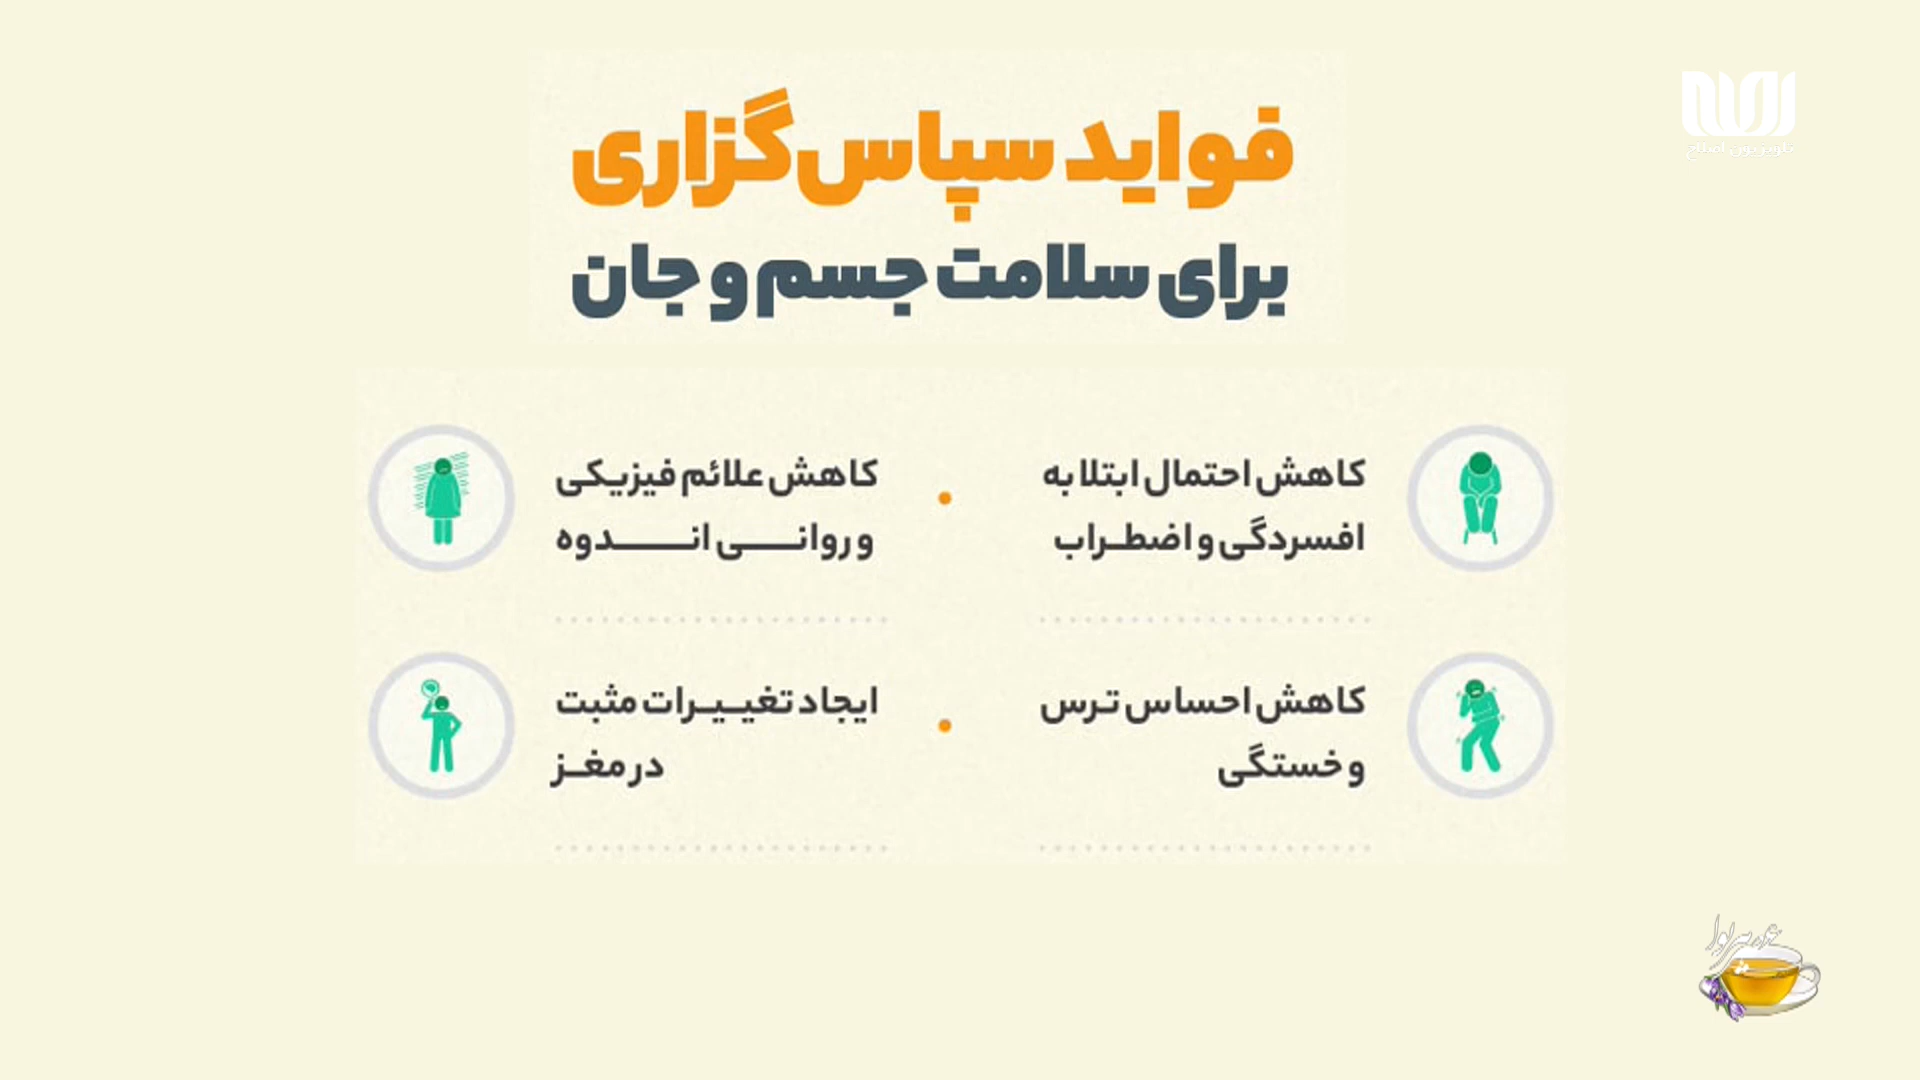 فواید سپاس‌گزاری
برای سلامت جسم و جان
کاهش احتمال ابتلا به
افسردگی و اضطراب
کاهش علائم فیزیکی
و روانی اندوه
کاهش احساس ترس
و خستگی
ایجاد تغییرات مثبت
در مغز